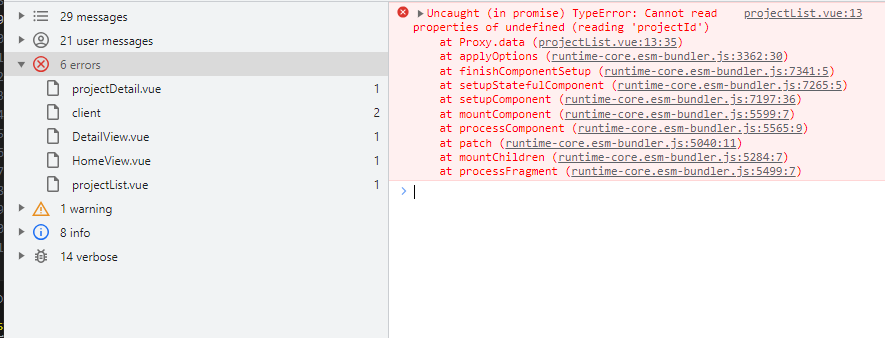 29 messages
21 user messages
6 errors
projectDetail.vue 1
client 2
DetailView.vue 1
HomeView.vue 1
projectList.vue 1
1 warning
8 info
14 verbose
Uncaught (in promise) TypeError: Cannot read projectList.vue:13
properties of undefined (reading 'projectId')
at Proxy.data (projectList.vue:13:35)
at applyOptions (runtime-core.esm-bundler.js:3362:30)
at finishComponentSetup (runtime-core.esm-bundler.js:7341:5)
at setupStatefulComponent (runtime-core.esm-bundler.js:7265:5)
at setupComponent (runtime-core.esm-bundler.js:7197:36)
at mountComponent (runtime-core.esm-bundler.js:5599:7)
at processComponent (runtime-core.esm-bundler.js:5565:9)
at patch (runtime-core.esm-bundler.js:5040:11)
at mountChildren (runtime-core.esm-bundler.js:5284:7)
at processFragment (runtime-core.esm-bundler.js:5499:7)